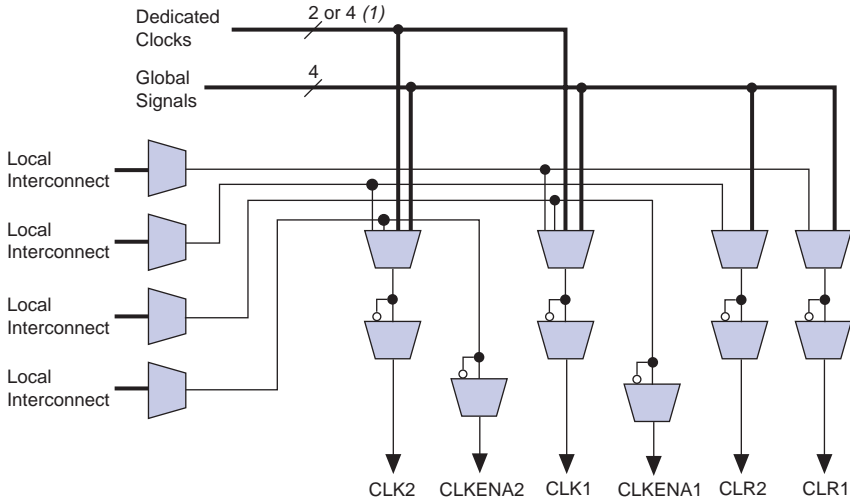 Dedicated
Clocks
2 or 4 (1)
Global
Signals
4
Local
Interconnect
Local
Interconnect
Local
Interconnect
Local
Interconnect
CLK2 CLKENA2 CLK1 CLKENA1 CLR2 CLR1